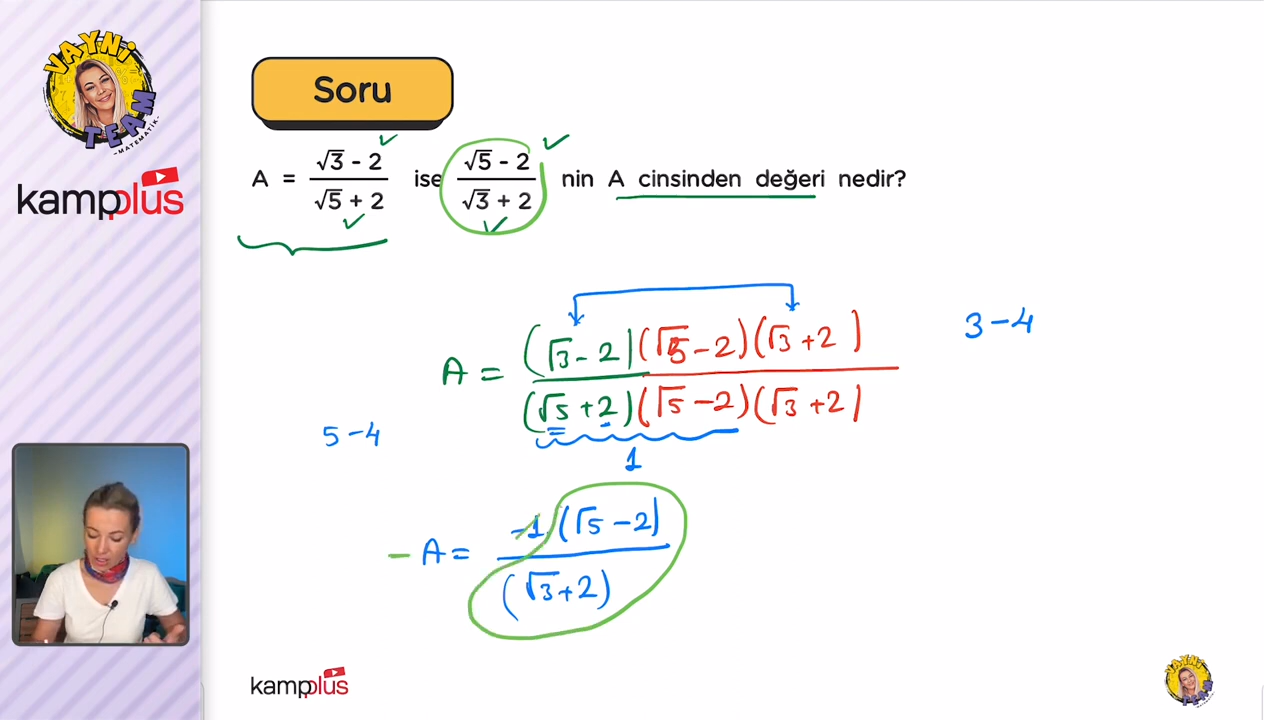 VAYNİ
TEAM
-MATEMATİK-
kampplus
Soru
A = √3 - 2 / √5 + 2 ise √5 - 2 / √3 + 2 nin A cinsinden değeri nedir?
3 - 4
A = (√3 - 2)(√5 - 2)(√3 + 2) / (√5 + 2)(√5 - 2)(√3 + 2)
5 - 4
1
- A = -1.(√5 - 2) / (√3 + 2)
kampplus
VAYNİ
TEAM